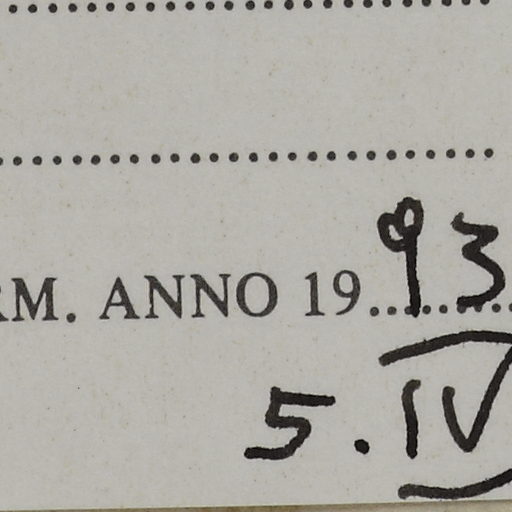 RM. ANNO 19 93
5. IV